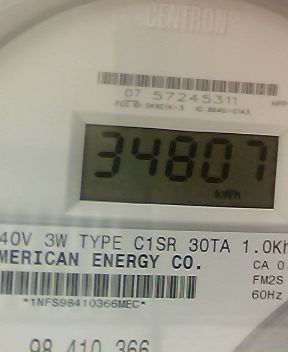 CENTRON
07 57245311
34807
kWh
40V 3W TYPE C1SR 30TA 1.0Kh
MERICAN ENERGY CO.
CA 0
FM2S
60Hz
*1NFS98410366MEC*
98 410 366